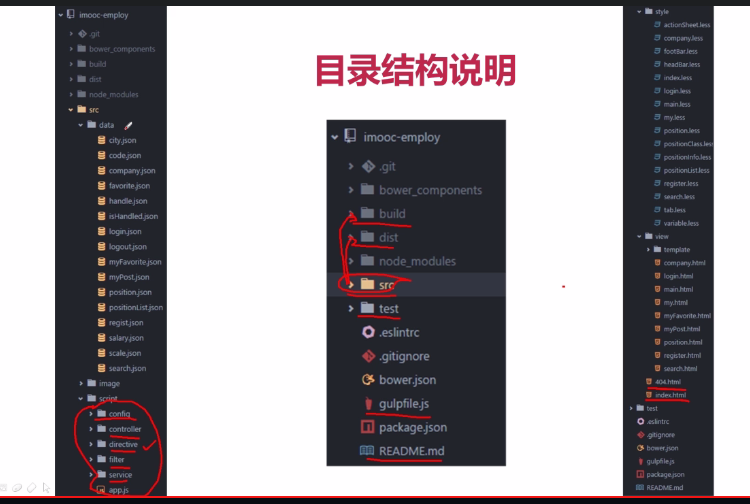 imooc-employ
.git
bower_components
build
dist
node_modules
src
data
city.json
code.json
company.json
favorite.json
handle.json
isHandled.json
login.json
logout.json
myFavorite.json
myPost.json
position.json
positionList.json
regist.json
salary.json
scale.json
search.json
image
script
config
controller
directive
filter
service
app.js
目录结构说明
imooc-employ
.git
bower_components
build
dist
node_modules
src
test
.eslintrc
.gitignore
bower.json
gulpfile.js
package.json
README.md
style
actionSheet.less
company.less
footBar.less
headBar.less
index.less
login.less
main.less
my.less
position.less
positionClass.less
positionInfo.less
positionList.less
register.less
search.less
tab.less
variable.less
view
template
company.html
login.html
main.html
my.html
myFavorite.html
myPost.html
position.html
register.html
search.html
404.html
index.html
test
.eslintrc
.gitignore
bower.json
gulpfile.js
package.json
README.md